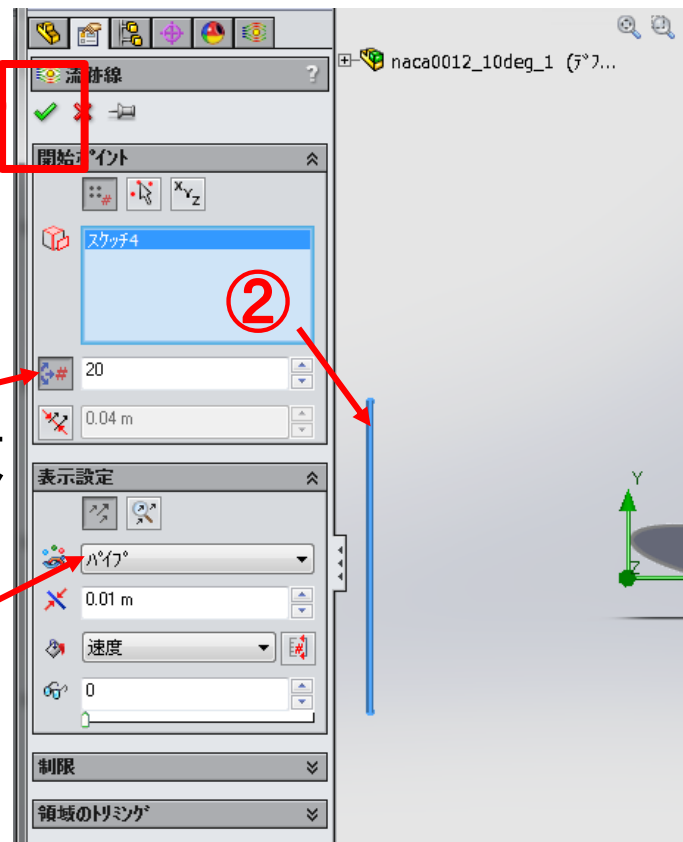 流跡線 ?
開始ポイント
#
X Y Z
スケッチ4
②
# 20
0.04 m
表示設定
パイプ
0.01 m
速度
#
0
制限
領域のトリミング
naca0012_10deg_1 (ﾃﾞﾌ...
Y
Z